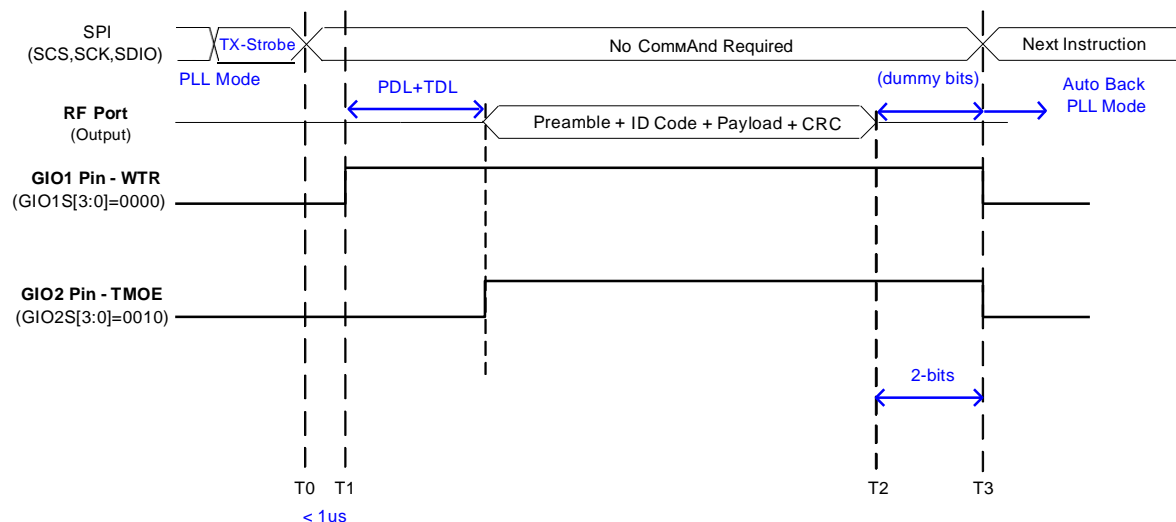 SPI
(SCS,SCK,SDIO)
TX-Strobe
No CommAnd Required
Next Instruction
PLL Mode
PDL+TDL
(dummy bits)
Auto Back
PLL Mode
RF Port
(Output)
Preamble + ID Code + Payload + CRC
GIO1 Pin - WTR
(GIO1S[3:0]=0000)
GIO2 Pin - TMOE
(GIO2S[3:0]=0010)
2-bits
T0 T1 T2 T3
< 1us